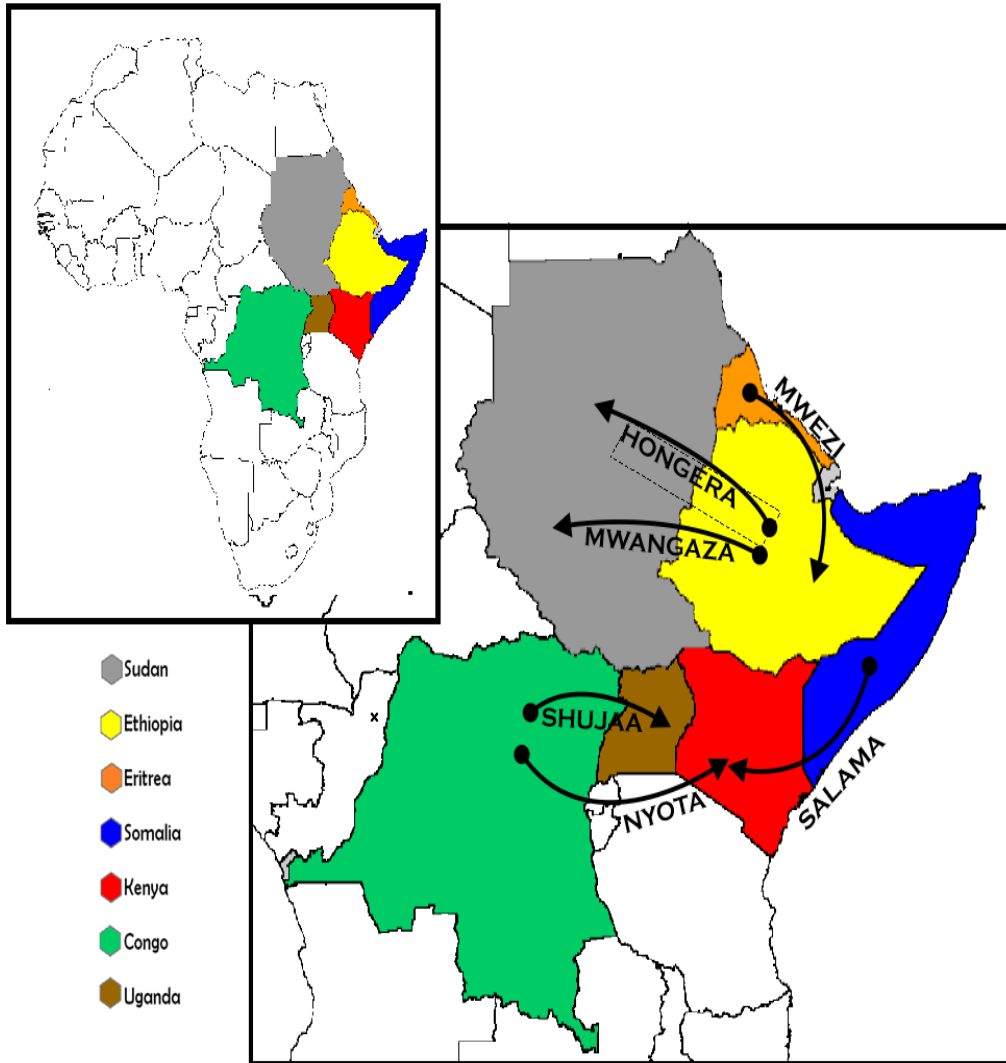 MWEZI
HONGERA
MWANGAZA
SHUJAA
NYOTA
SALAMA
x
Sudan
Ethiopia
Eritrea
Somalia
Kenya
Congo
Uganda